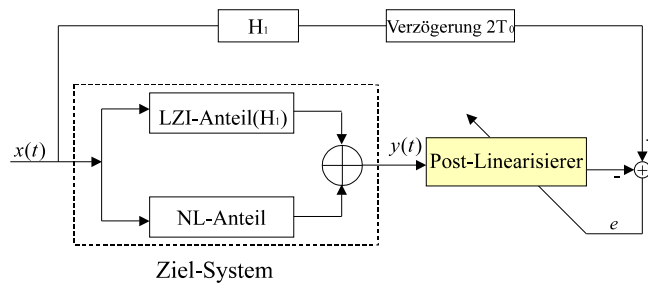 H₁
Verzögerung 2T₀
LZI-Anteil(H₁)
x(t)
y(t)
Post-Linearisierer
-
NL-Anteil
e
Ziel-System